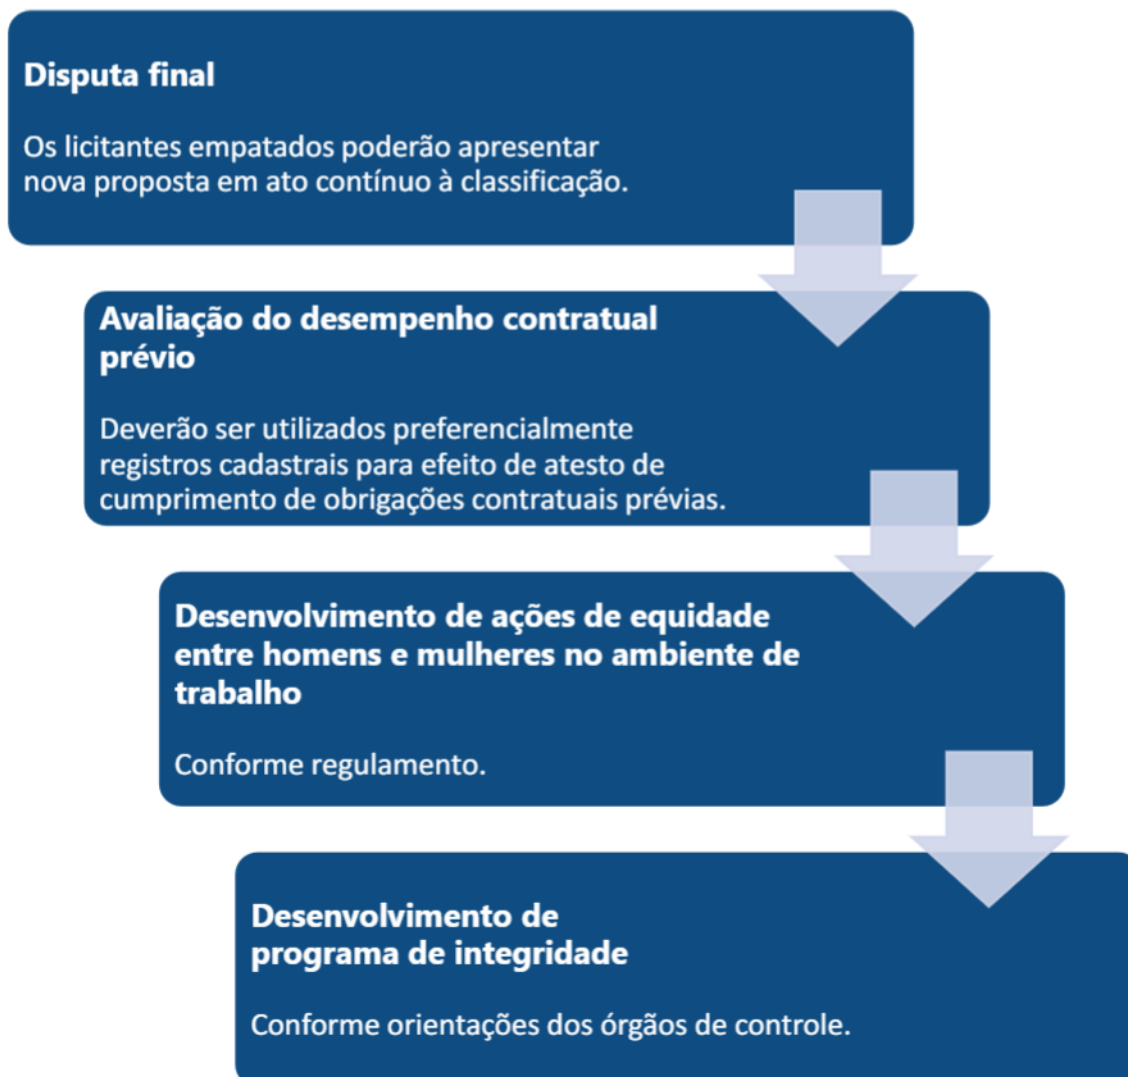 Disputa final
Os licitantes empatados poderão apresentar
nova proposta em ato contínuo à classificação.
Avaliação do desempenho contratual
prévio
Deverão ser utilizados preferencialmente
registros cadastrais para efeito de atesto de
cumprimento de obrigações contratuais prévias.
Desenvolvimento de ações de equidade
entre homens e mulheres no ambiente de
trabalho
Conforme regulamento.
Desenvolvimento de
programa de integridade
Conforme orientações dos órgãos de controle.